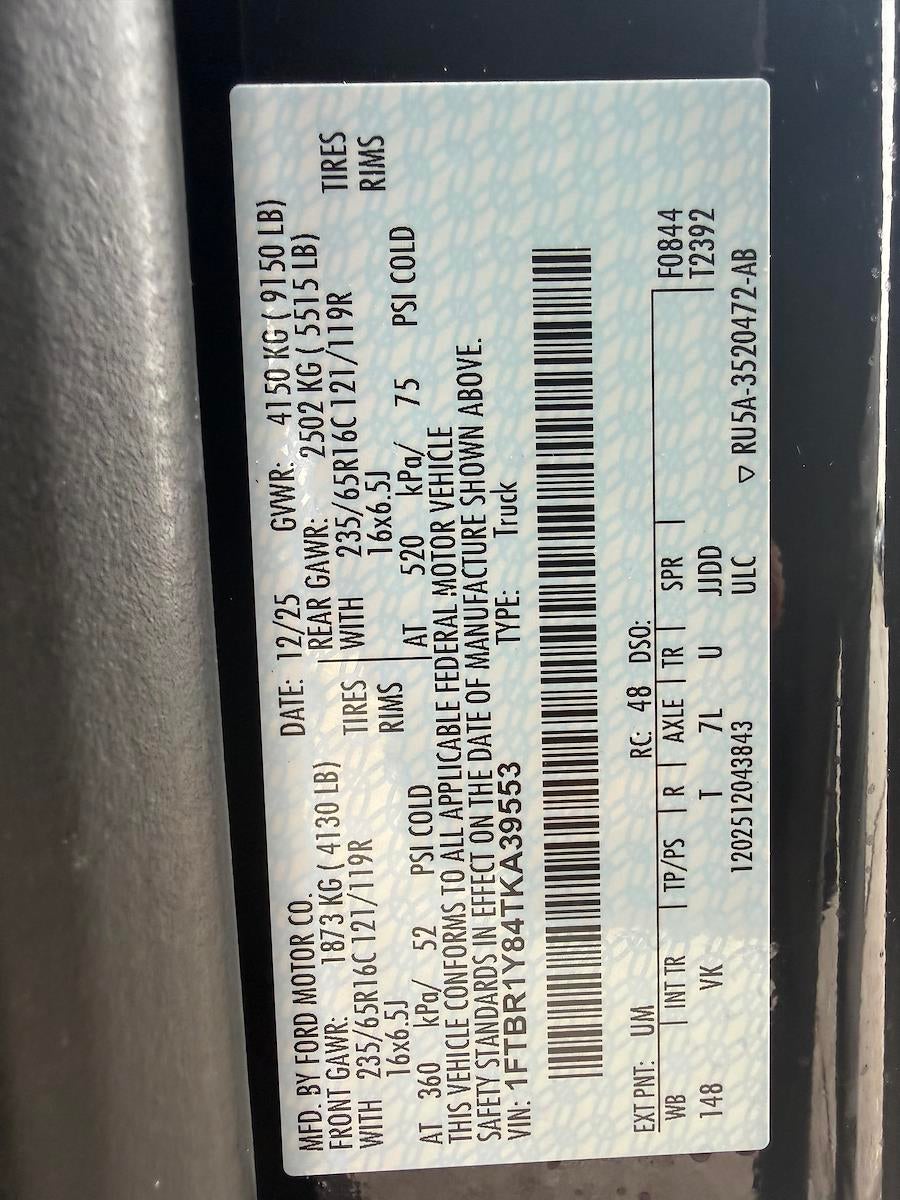 MFD. BY FORD MOTOR CO. DATE: 12/25 GVWR: 4150 KG ( 9150 LB)
FRONT GAWR: 1873 KG ( 4130 LB) REAR GAWR: 2502 KG ( 5515 LB)
WITH 235/65R16C 121/119R TIRES WITH 235/65R16C 121/119R TIRES
16x6.5J RIMS 16x6.5J RIMS
AT 360 kPa/ 52 PSI COLD AT 520 kPa/ 75 PSI COLD
THIS VEHICLE CONFORMS TO ALL APPLICABLE FEDERAL MOTOR VEHICLE
SAFETY STANDARDS IN EFFECT ON THE DATE OF MANUFACTURE SHOWN ABOVE.
VIN: 1FTBR1Y84TKA39553 TYPE: Truck
EXT PNT: UM RC: 48 DSO: F0844
WB INT TR TP/PS R AXLE TR SPR T2392
148 VK T 7L U JJDD
1202512043843 ULC ▽ RU5A-3520472-AB